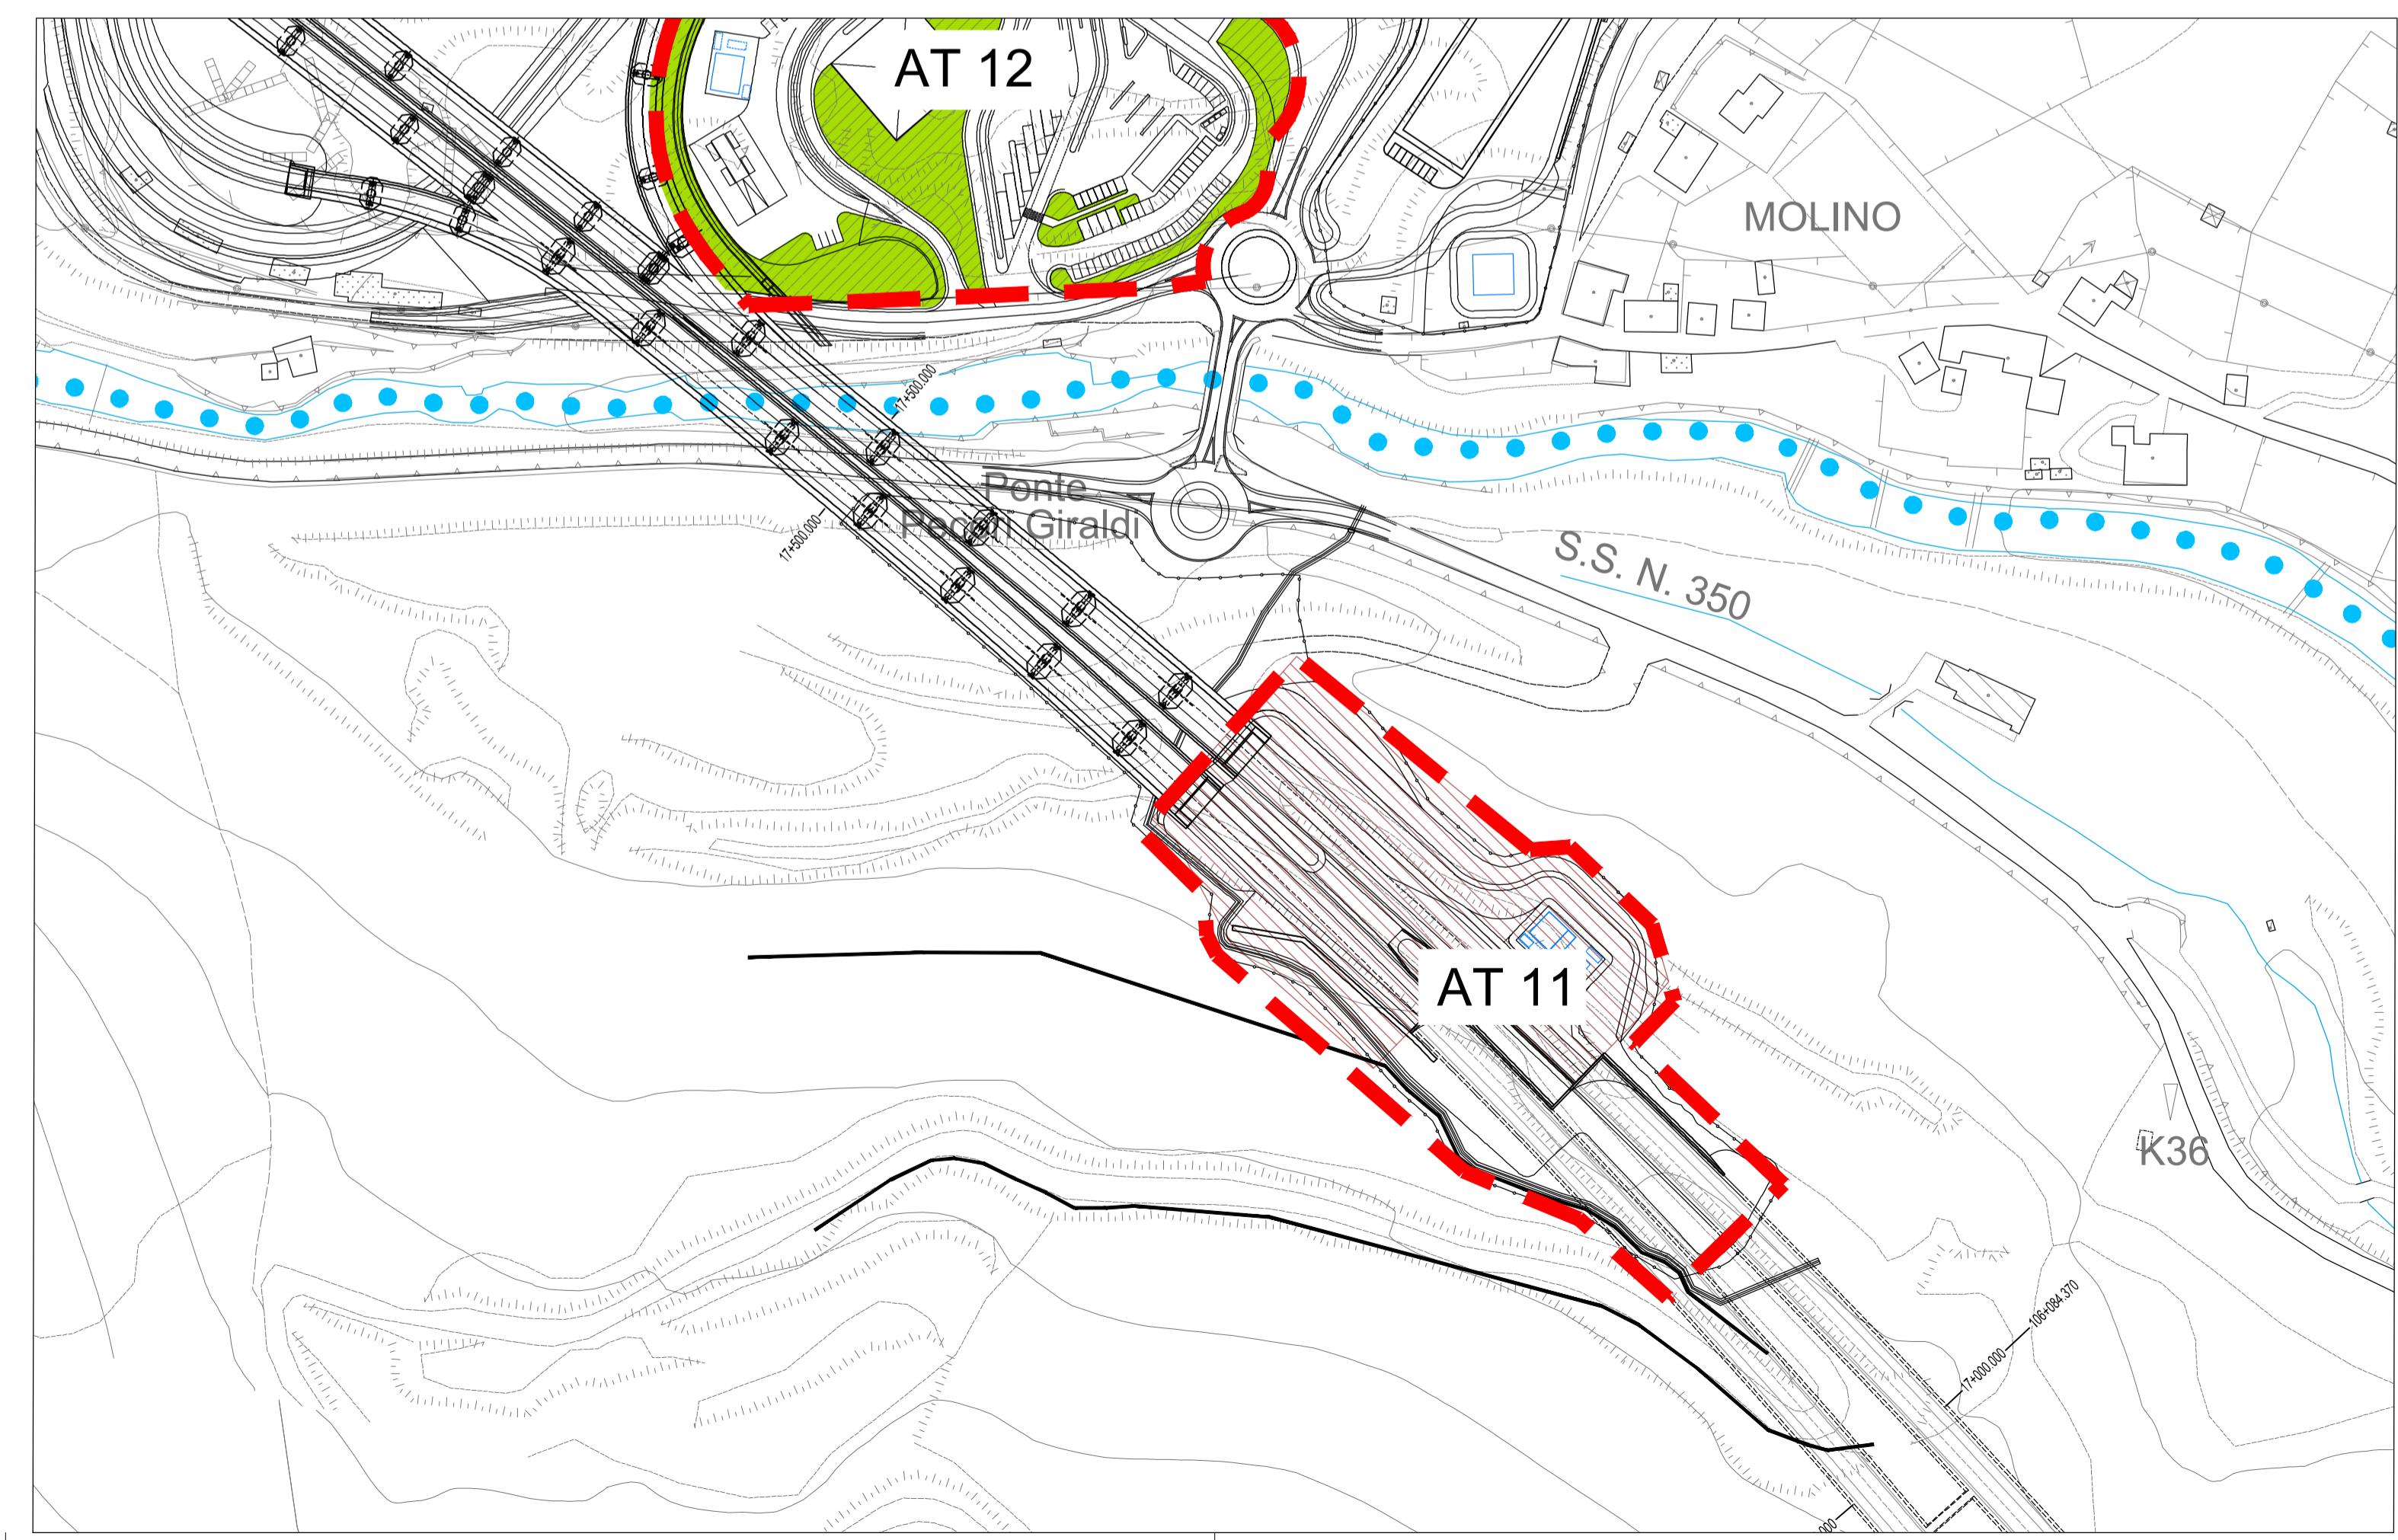 AT 12
MOLINO
17+500.000
Ponte
Pecori Giraldi
17+500.000
S.S. N. 350
AT 11
K36
106+084.370
17+000.000